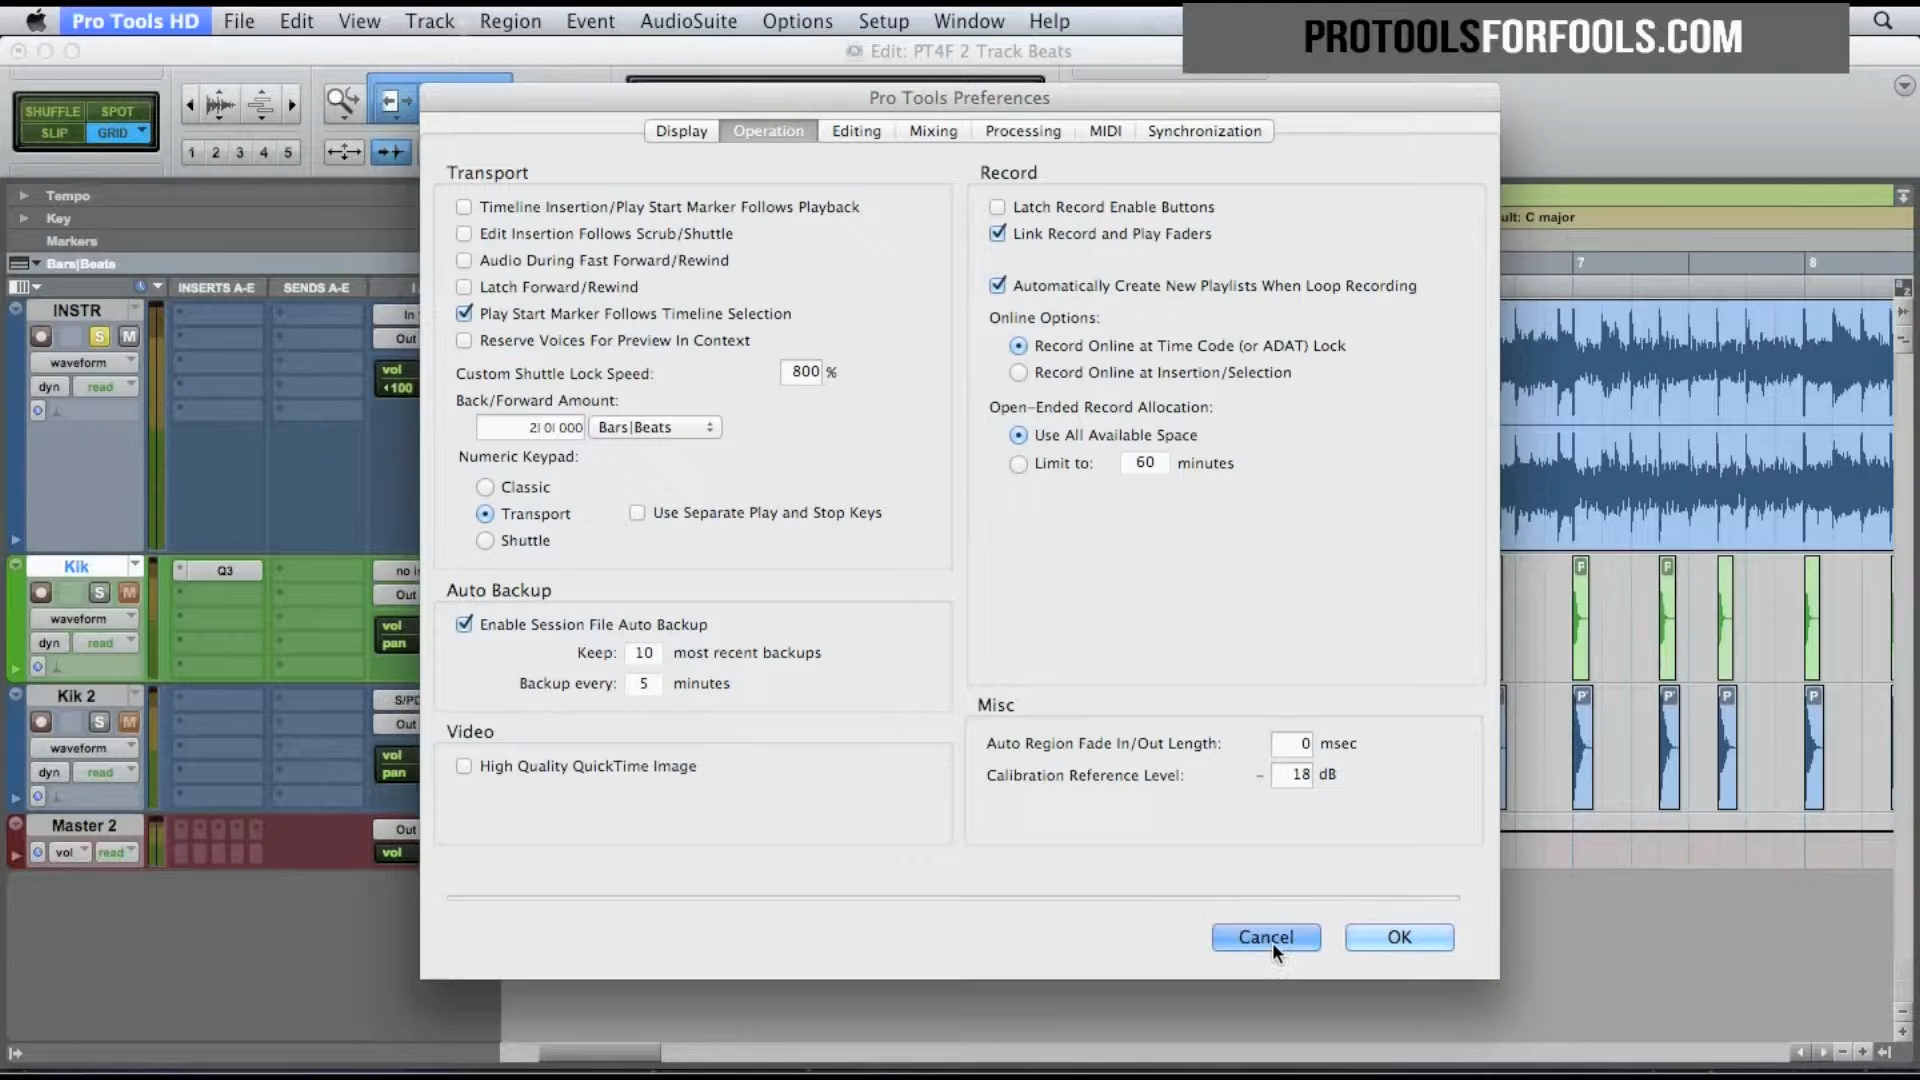 Pro Tools HD File Edit View Track Region Event AudioSuite Options Setup Window Help
PROTOOLSFORFOOLS.COM
Edit: PT4F 2 Track Beats
SHUFFLE SPOT
SLIP GRID
1 2 3 4 5
Pro Tools Preferences
Display Operation Editing Mixing Processing MIDI Synchronization
Tempo
Key
Markers
Bars|Beats
INSERTS A-E SENDS A-E
INSTR
S M
waveform
dyn read
In
Out
vol
100
Kik
S M
waveform
dyn read
Q3
no i
Out
vol
pan
Kik 2
S M
waveform
dyn read
S/PD
Out
vol
pan
Master 2
vol read
Out
vol
Transport
Timeline Insertion/Play Start Marker Follows Playback
Edit Insertion Follows Scrub/Shuttle
Audio During Fast Forward/Rewind
Latch Forward/Rewind
Play Start Marker Follows Timeline Selection
Reserve Voices For Preview In Context
Custom Shuttle Lock Speed: 800 %
Back/Forward Amount:
2| 0| 000 Bars|Beats
Numeric Keypad:
Classic
Transport Use Separate Play and Stop Keys
Shuttle
Auto Backup
Enable Session File Auto Backup
Keep: 10 most recent backups
Backup every: 5 minutes
Video
High Quality QuickTime Image
Record
Latch Record Enable Buttons
Link Record and Play Faders
Automatically Create New Playlists When Loop Recording
Online Options:
Record Online at Time Code (or ADAT) Lock
Record Online at Insertion/Selection
Open-Ended Record Allocation:
Use All Available Space
Limit to: 60 minutes
Misc
Auto Region Fade In/Out Length: 0 msec
Calibration Reference Level: - 18 dB
Cancel OK
ult: C major
7 8
a z
P P
P P P P